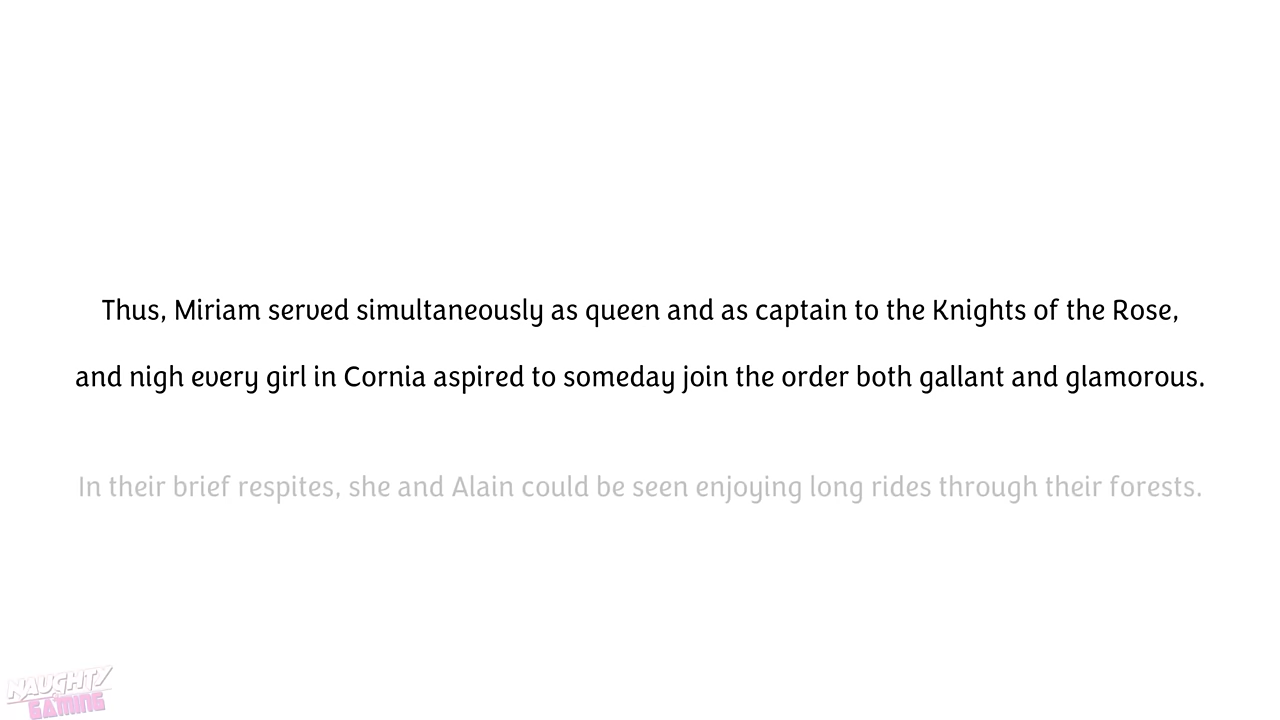 Thus, Miriam served simultaneously as queen and as captain to the Knights of the Rose,
and nigh every girl in Cornia aspired to someday join the order both gallant and glamorous.
In their brief respites, she and Alain could be seen enjoying long rides through their forests.
NAUGHTY
GAMING